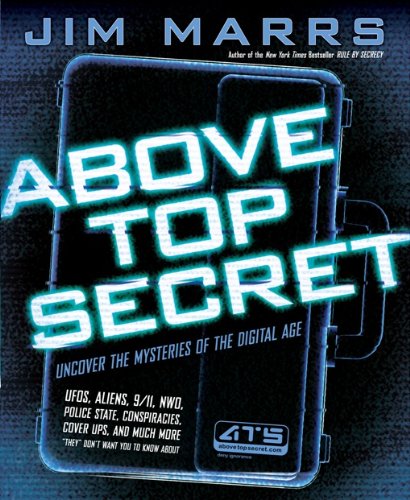 JIM MARRS
Author of the New York Times Bestseller RULE BY SECRECY
ABOVE
TOP
SECRET
UNCOVER THE MYSTERIES OF THE DIGITAL AGE
UFOS, ALIENS, 9/11, NWO,
POLICE STATE, CONSPIRACIES,
COVER UPS, AND MUCH MORE
"THEY" DON'T WANT YOU TO KNOW ABOUT
ATS
abovetopsecret.com
deny ignorance